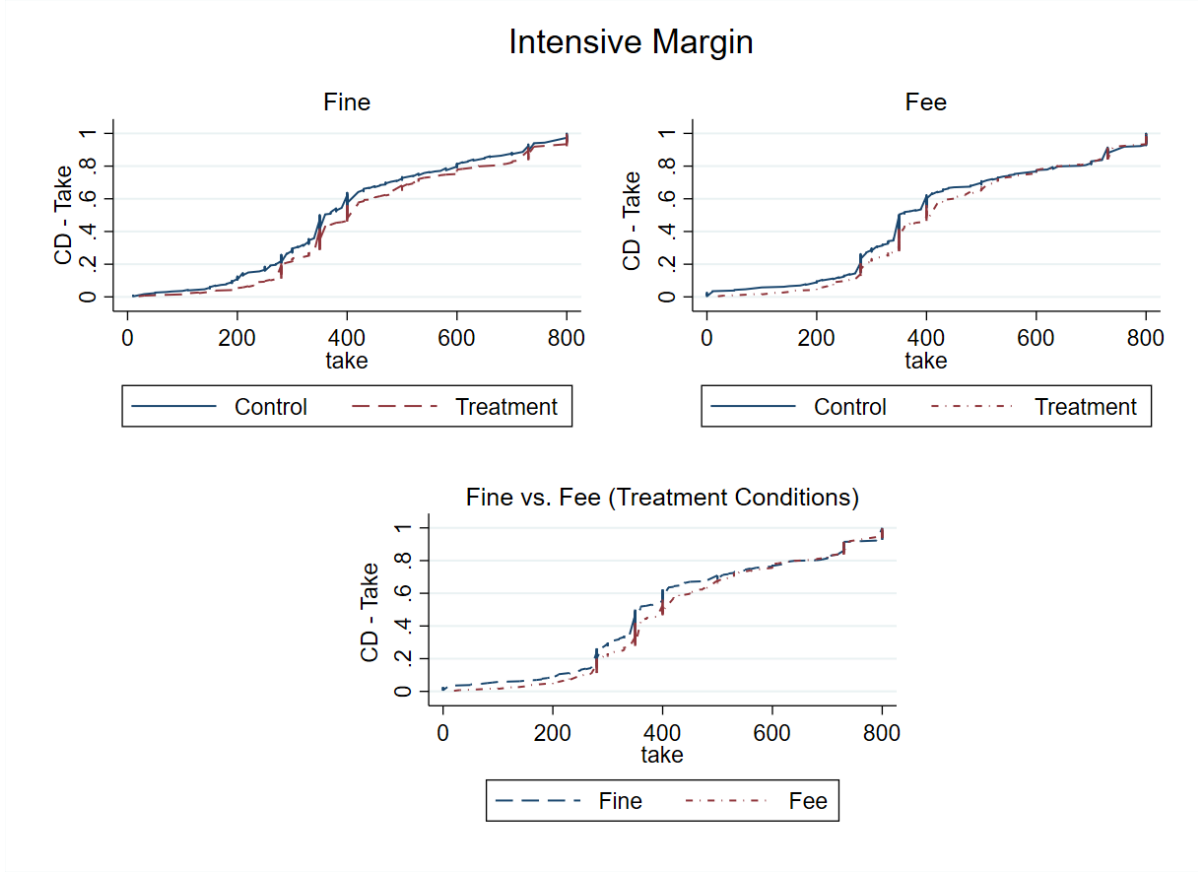 Intensive Margin
Fine
CD - Take
0 .2 .4 .6 .8 1
0 200 400 600 800
take
Control Treatment
Fee
CD - Take
0 .2 .4 .6 .8 1
0 200 400 600 800
take
Control Treatment
Fine vs. Fee (Treatment Conditions)
CD - Take
0 .2 .4 .6 .8 1
0 200 400 600 800
take
Fine Fee